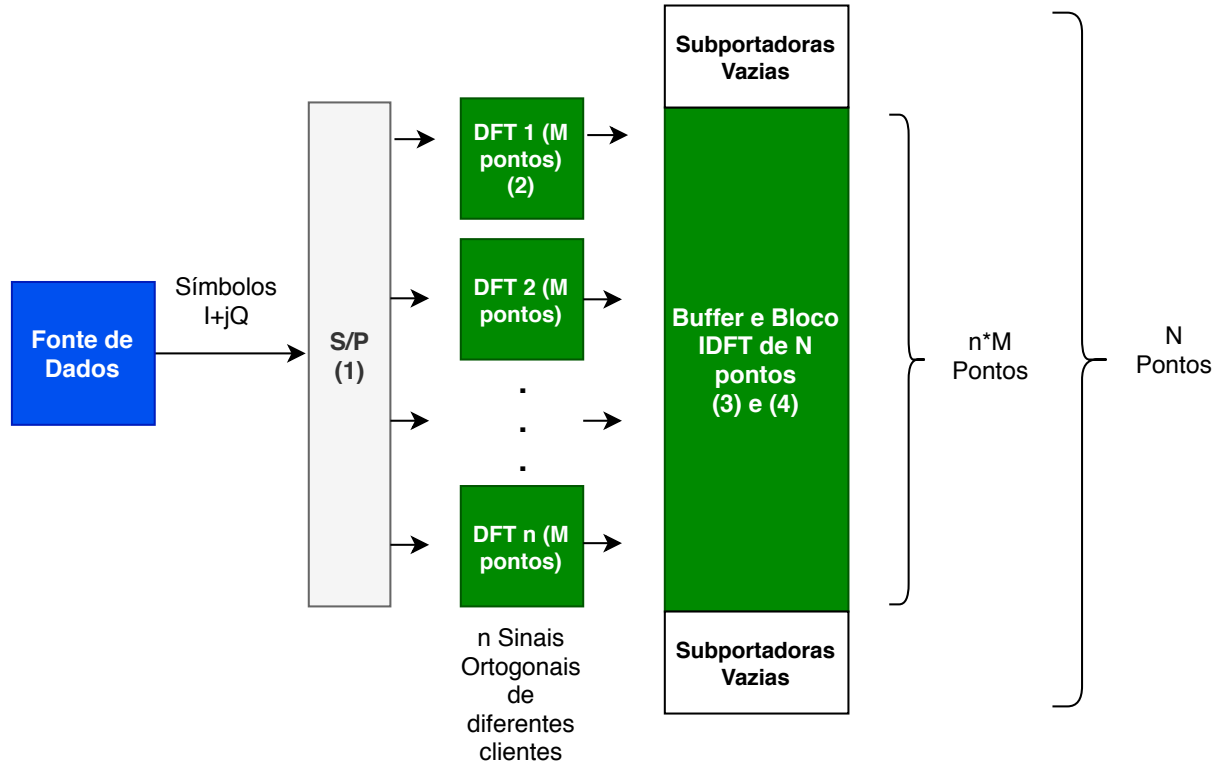 Subportadoras
Vazias
DFT 1 (M
pontos)
(2)
Símbolos
I+jQ
DFT 2 (M
pontos)
Fonte de
Dados
S/P
(1)
Buffer e Bloco
IDFT de N
pontos
(3) e (4)
n*M
Pontos
N
Pontos
.
.
.
DFT n (M
pontos)
n Sinais
Ortogonais
de
diferentes
clientes
Subportadoras
Vazias